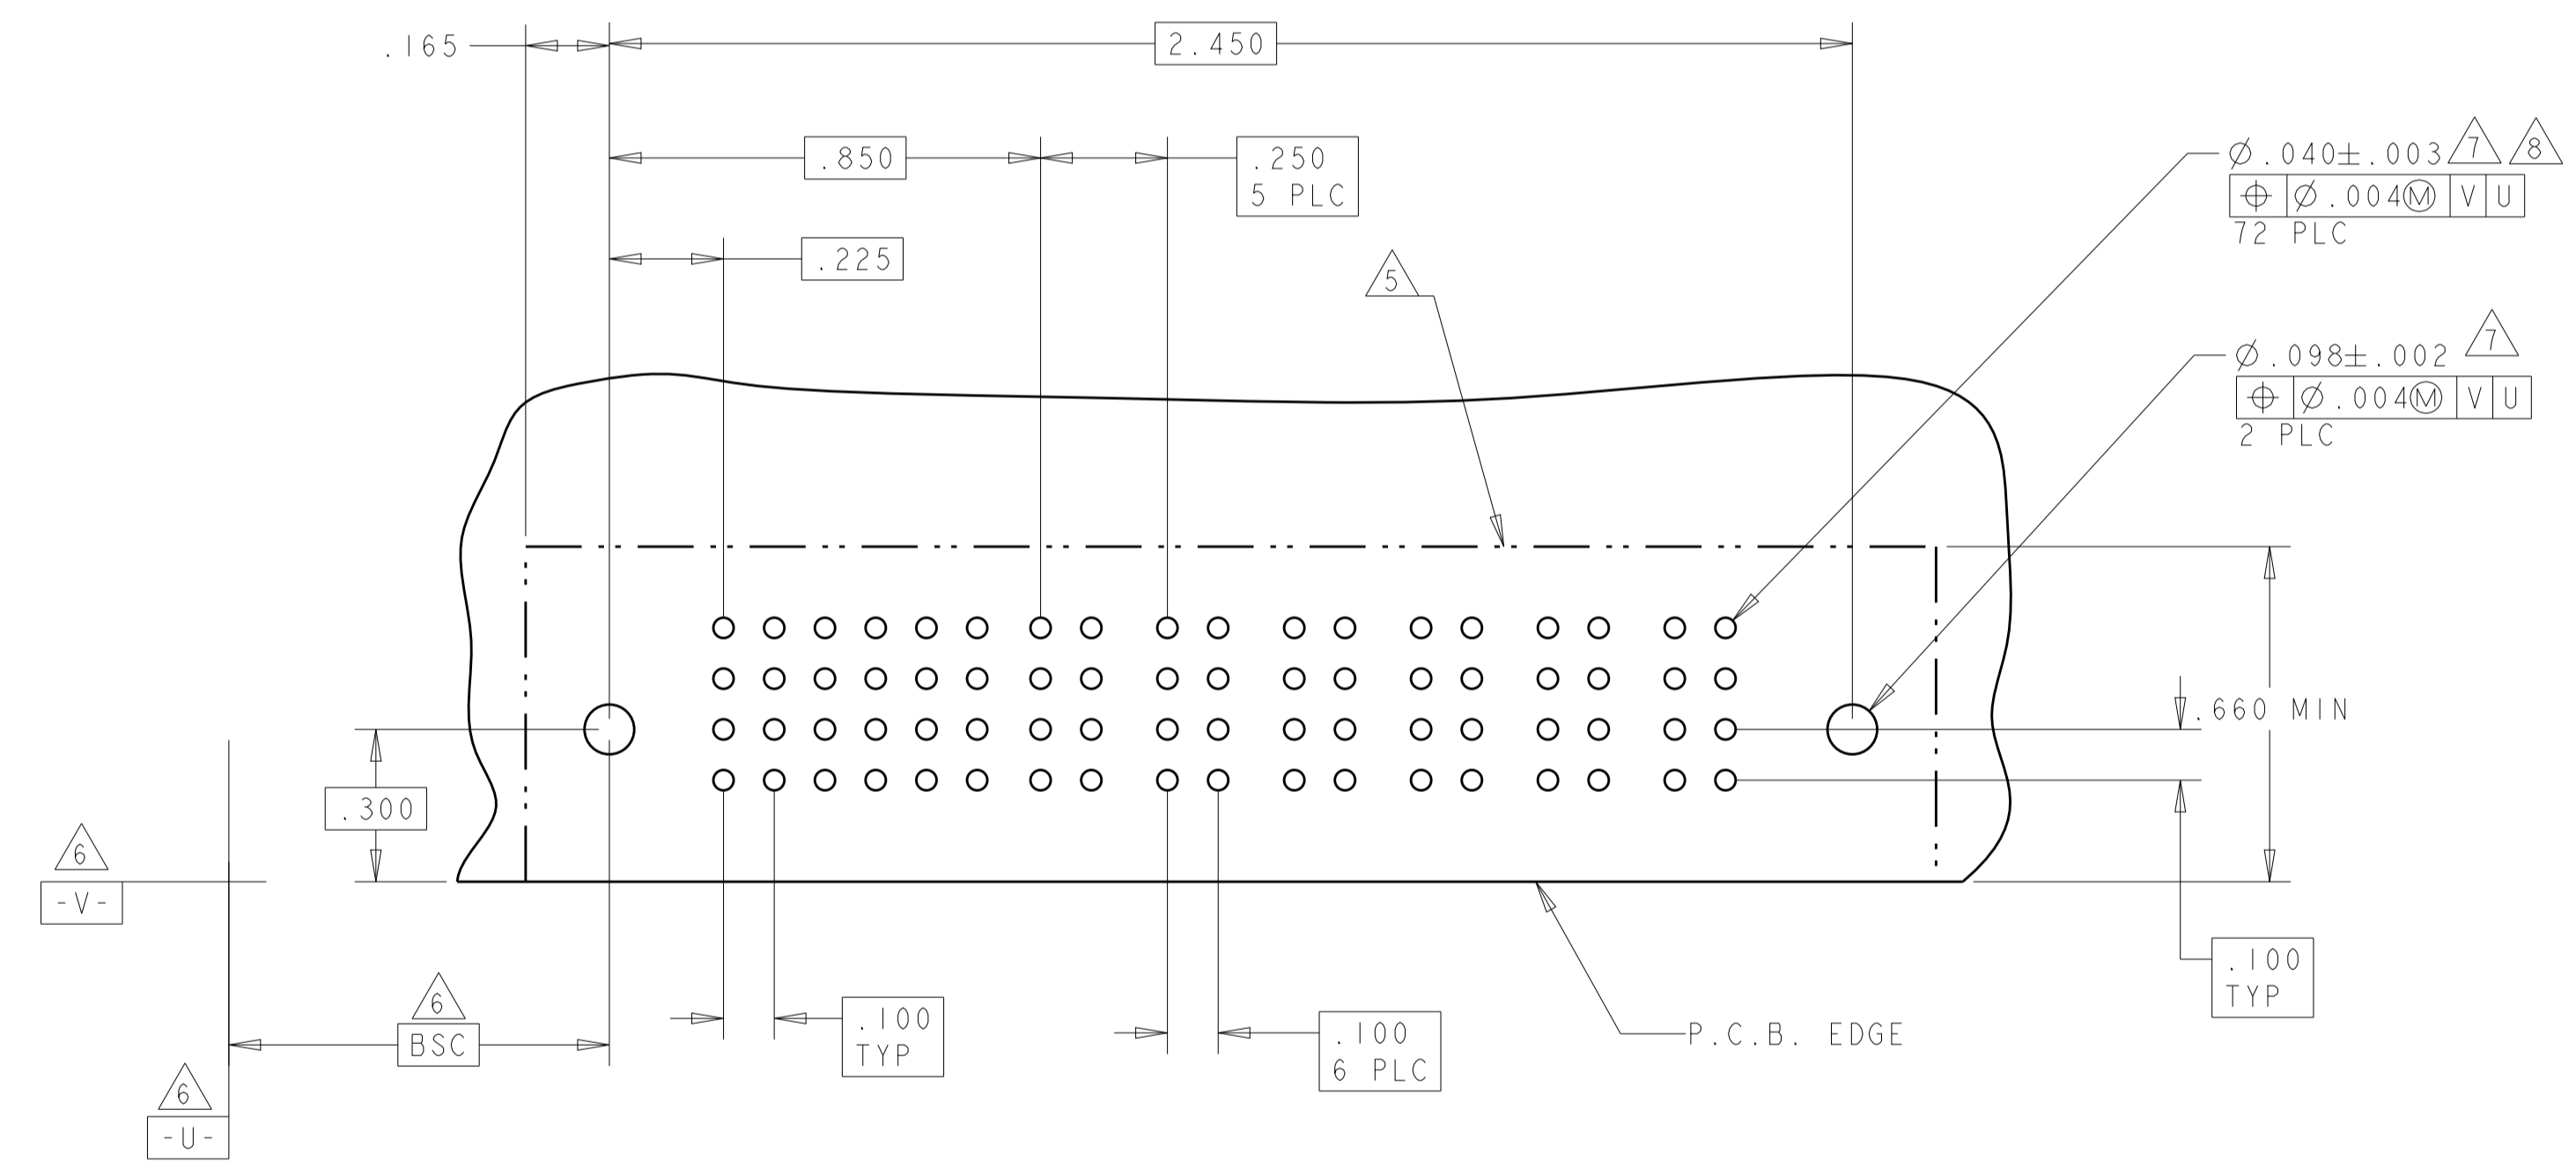 .165
2.450
.850
.250
5 PLC
Ø.040±.003 7 8
⌖ Ø.004Ⓜ V U
72 PLC
.225
5
Ø.098±.002 7
⌖ Ø.004Ⓜ V U
2 PLC
.660 MIN
.300
6
-V-
.100
TYP
6
BSC
.100
TYP
.100
6 PLC
P.C.B. EDGE
6
-U-